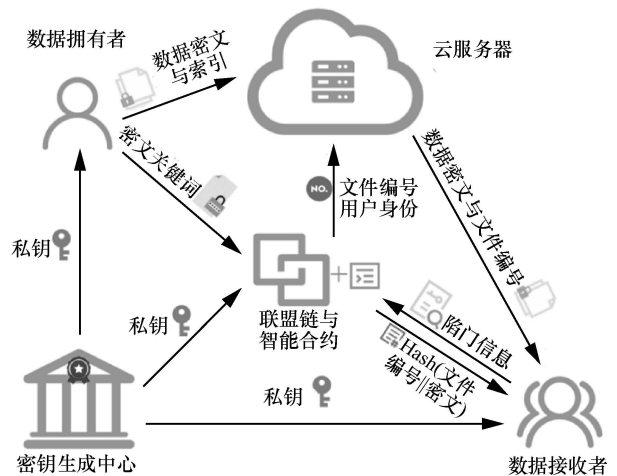 数据拥有者
云服务器
数据密文
与索引
密文关键词
NO.
文件编号
用户身份
数据密文与文件编号
私钥
联盟链与
智能合约
私钥
陷门信息
Hash(文件
编号||密文)
私钥
密钥生成中心
数据接收者